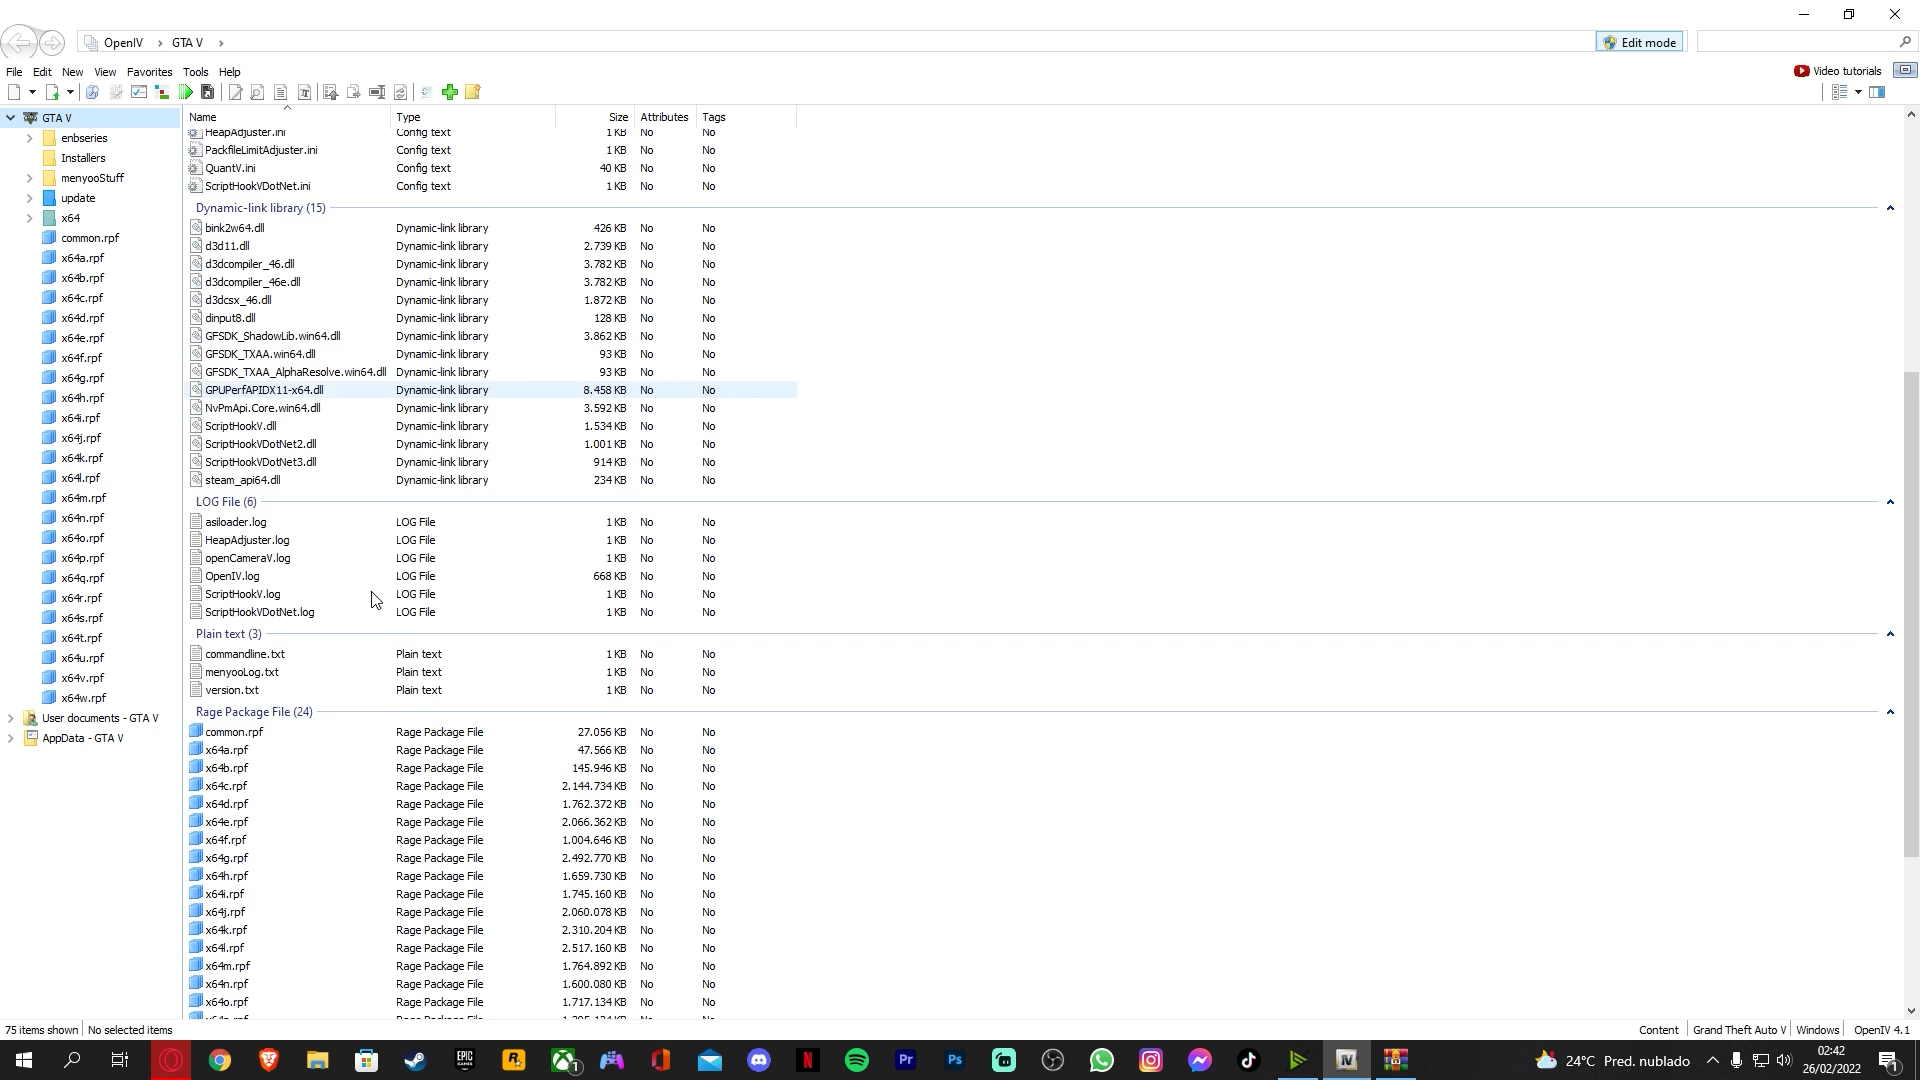 OpenIV > GTA V >
Edit mode
File Edit New View Favorites Tools Help
Video tutorials
GTA V
enbseries
Installers
menyooStuff
update
x64
common.rpf
x64a.rpf
x64b.rpf
x64c.rpf
x64d.rpf
x64e.rpf
x64f.rpf
x64g.rpf
x64h.rpf
x64i.rpf
x64j.rpf
x64k.rpf
x64l.rpf
x64m.rpf
x64n.rpf
x64o.rpf
x64p.rpf
x64q.rpf
x64r.rpf
x64s.rpf
x64t.rpf
x64u.rpf
x64v.rpf
x64w.rpf
User documents - GTA V
AppData - GTA V
Name Type Size Attributes Tags
HeapAdjuster.ini Config text 1 KB No No
PackfileLimitAdjuster.ini Config text 1 KB No No
QuantV.ini Config text 40 KB No No
ScriptHookVDotNet.ini Config text 1 KB No No
Dynamic-link library (15)
bink2w64.dll Dynamic-link library 426 KB No No
d3d11.dll Dynamic-link library 2.739 KB No No
d3dcompiler_46.dll Dynamic-link library 3.782 KB No No
d3dcompiler_46e.dll Dynamic-link library 3.782 KB No No
d3dcsx_46.dll Dynamic-link library 1.872 KB No No
dinput8.dll Dynamic-link library 128 KB No No
GFSDK_ShadowLib.win64.dll Dynamic-link library 3.862 KB No No
GFSDK_TXAA.win64.dll Dynamic-link library 93 KB No No
GFSDK_TXAA_AlphaResolve.win64.dll Dynamic-link library 93 KB No No
GPUPerfAPIDX11-x64.dll Dynamic-link library 8.458 KB No No
NvPmApi.Core.win64.dll Dynamic-link library 3.592 KB No No
ScriptHookV.dll Dynamic-link library 1.534 KB No No
ScriptHookVDotNet2.dll Dynamic-link library 1.001 KB No No
ScriptHookVDotNet3.dll Dynamic-link library 914 KB No No
steam_api64.dll Dynamic-link library 234 KB No No
LOG File (6)
asiloader.log LOG File 1 KB No No
HeapAdjuster.log LOG File 1 KB No No
openCameraV.log LOG File 1 KB No No
OpenIV.log LOG File 668 KB No No
ScriptHookV.log LOG File 1 KB No No
ScriptHookVDotNet.log LOG File 1 KB No No
Plain text (3)
commandline.txt Plain text 1 KB No No
menyooLog.txt Plain text 1 KB No No
version.txt Plain text 1 KB No No
Rage Package File (24)
common.rpf Rage Package File 27.056 KB No No
x64a.rpf Rage Package File 47.566 KB No No
x64b.rpf Rage Package File 145.946 KB No No
x64c.rpf Rage Package File 2.144.734 KB No No
x64d.rpf Rage Package File 1.762.372 KB No No
x64e.rpf Rage Package File 2.066.362 KB No No
x64f.rpf Rage Package File 1.004.646 KB No No
x64g.rpf Rage Package File 2.492.770 KB No No
x64h.rpf Rage Package File 1.659.730 KB No No
x64i.rpf Rage Package File 1.745.160 KB No No
x64j.rpf Rage Package File 2.060.078 KB No No
x64k.rpf Rage Package File 2.310.204 KB No No
x64l.rpf Rage Package File 2.517.160 KB No No
x64m.rpf Rage Package File 1.764.892 KB No No
x64n.rpf Rage Package File 1.600.080 KB No No
x64o.rpf Rage Package File 1.717.134 KB No No
75 items shown No selected items
Content Grand Theft Auto V Windows OpenIV 4.1
EPIC GAMES
R
1
N
Pr
Ps
IV
24°C Pred. nublado
02:42
26/02/2022
1